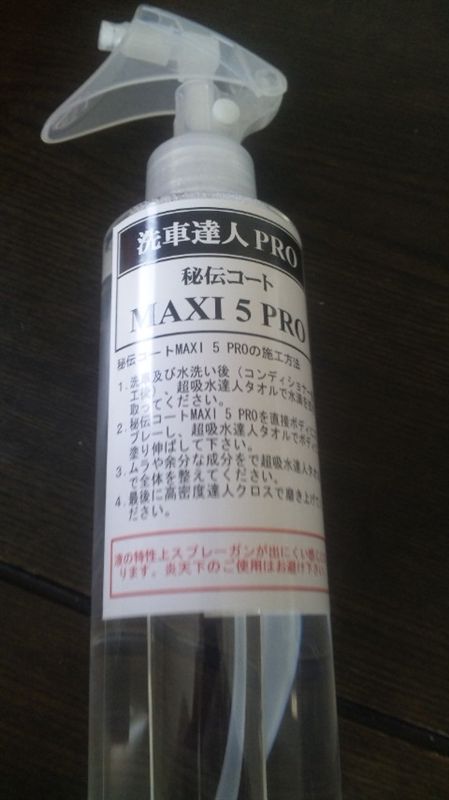 洗車達人 PRO
秘伝コート
MAXI 5 PRO
秘伝コートMAXI 5 PROの施工方法
1.洗車及び水洗い後（コンディショナー
工後）、超吸水達人タオルで水滴を
取ってください。
2.秘伝コートMAXI 5 PROを直接ボディ
プレーし、超吸水達人タオルでボデ
塗り伸ばして下さい。
3.ムラや余分な成分をで超吸水達人タオ
で全体を整えてください。
4.最後に高密度達人クロスで磨き上げて
ださい。
液の特性上スプレーガンが出にくい感じ
ります。炎天下のご使用はお避け下さい